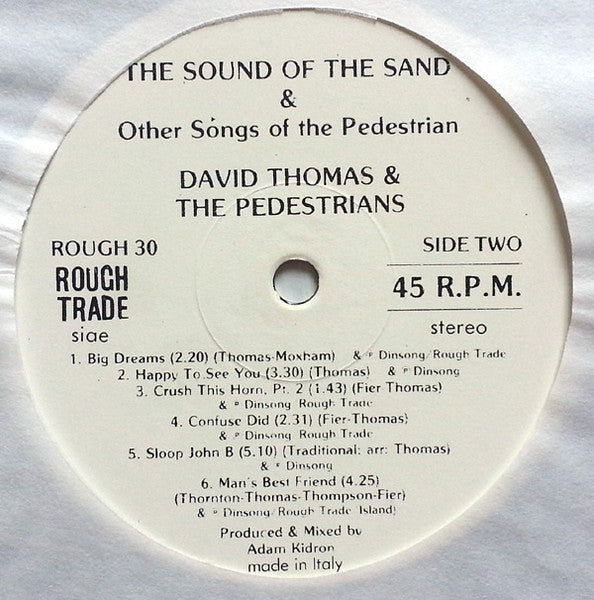 THE SOUND OF THE SAND
&
Other Songs of the Pedestrian
DAVID THOMAS &
THE PEDESTRIANS
ROUGH 30
SIDE TWO
ROUGH
TRADE
45 R.P.M.
siae
stereo
1. Big Dreams (2.20) (Thomas-Moxham) & ℗ Dinsong/Rough Trade
2. Happy To See You (3.30) (Thomas) & ℗ Dinsong
3. Crush This Horn, Pt. 2 (1.43) (Fier Thomas)
& ℗ Dinsong Rough Trade
4. Confuse Did (2.31) (Fier-Thomas)
& ℗ Dinsong Rough Trade
5. Sloop John B (5.10) (Traditional: arr: Thomas)
& ℗ Dinsong
6. Man's Best Friend (4.25)
(Thornton-Thomas-Thompson-Fier)
& ℗ Dinsong/Rough Trade Island)
Produced & Mixed by
Adam Kidron
made in Italy